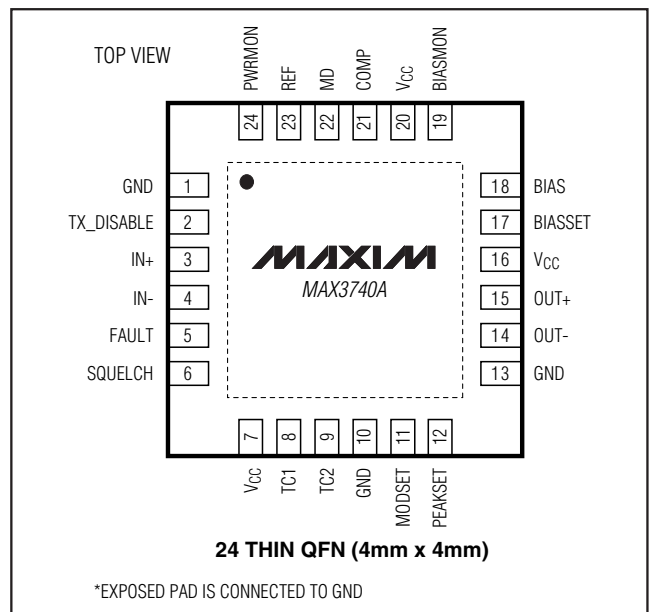 TOP VIEW
PWRMON
REF
MD
COMP
VCC
BIASMON
24
23
22
21
20
19
GND 1
TX_DISABLE 2
IN+ 3
IN- 4
FAULT 5
SQUELCH 6
18 BIAS
17 BIASSET
16 VCC
15 OUT+
14 OUT-
13 GND
MAXIM
MAX3740A
7
8
9
10
11
12
VCC
TC1
TC2
GND
MODSET
PEAKSET
24 THIN QFN (4mm x 4mm)
*EXPOSED PAD IS CONNECTED TO GND